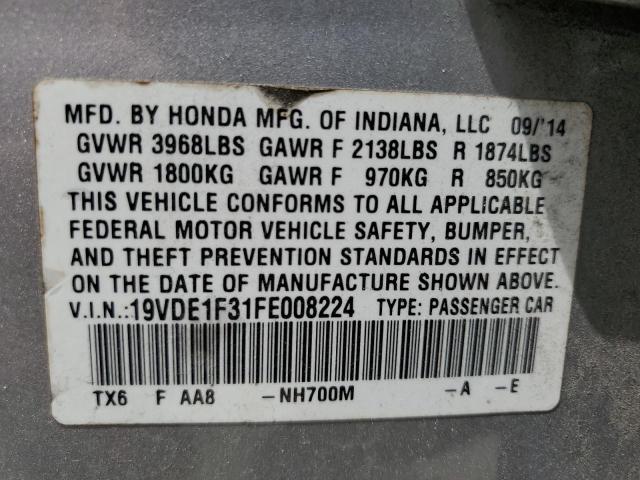 MFD. BY HONDA MFG. OF INDIANA, LLC 09/'14
GVWR 3968LBS GAWR F 2138LBS R 1874LBS
GVWR 1800KG GAWR F 970KG R 850KG
THIS VEHICLE CONFORMS TO ALL APPLICABLE
FEDERAL MOTOR VEHICLE SAFETY, BUMPER,
AND THEFT PREVENTION STANDARDS IN EFFECT
ON THE DATE OF MANUFACTURE SHOWN ABOVE.
V.I.N.:19VDE1F31FE008224 TYPE: PASSENGER CAR
TX6 F AA8 -NH700M -A -E